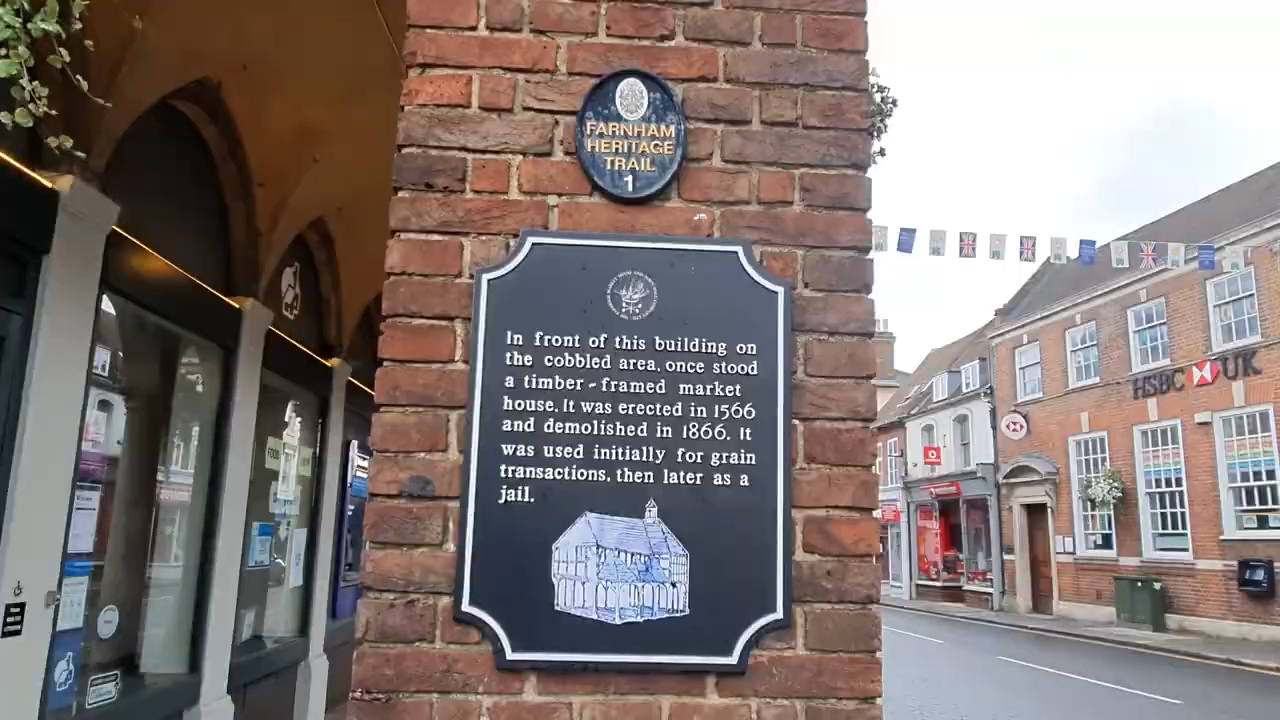 FARNHAM
HERITAGE
TRAIL
1
In front of this building on
the cobbled area, once stood
a timber-framed market
house. It was erected in 1566
and demolished in 1866. It
was used initially for grain
transactions, then later as a
jail.
HSBC UK